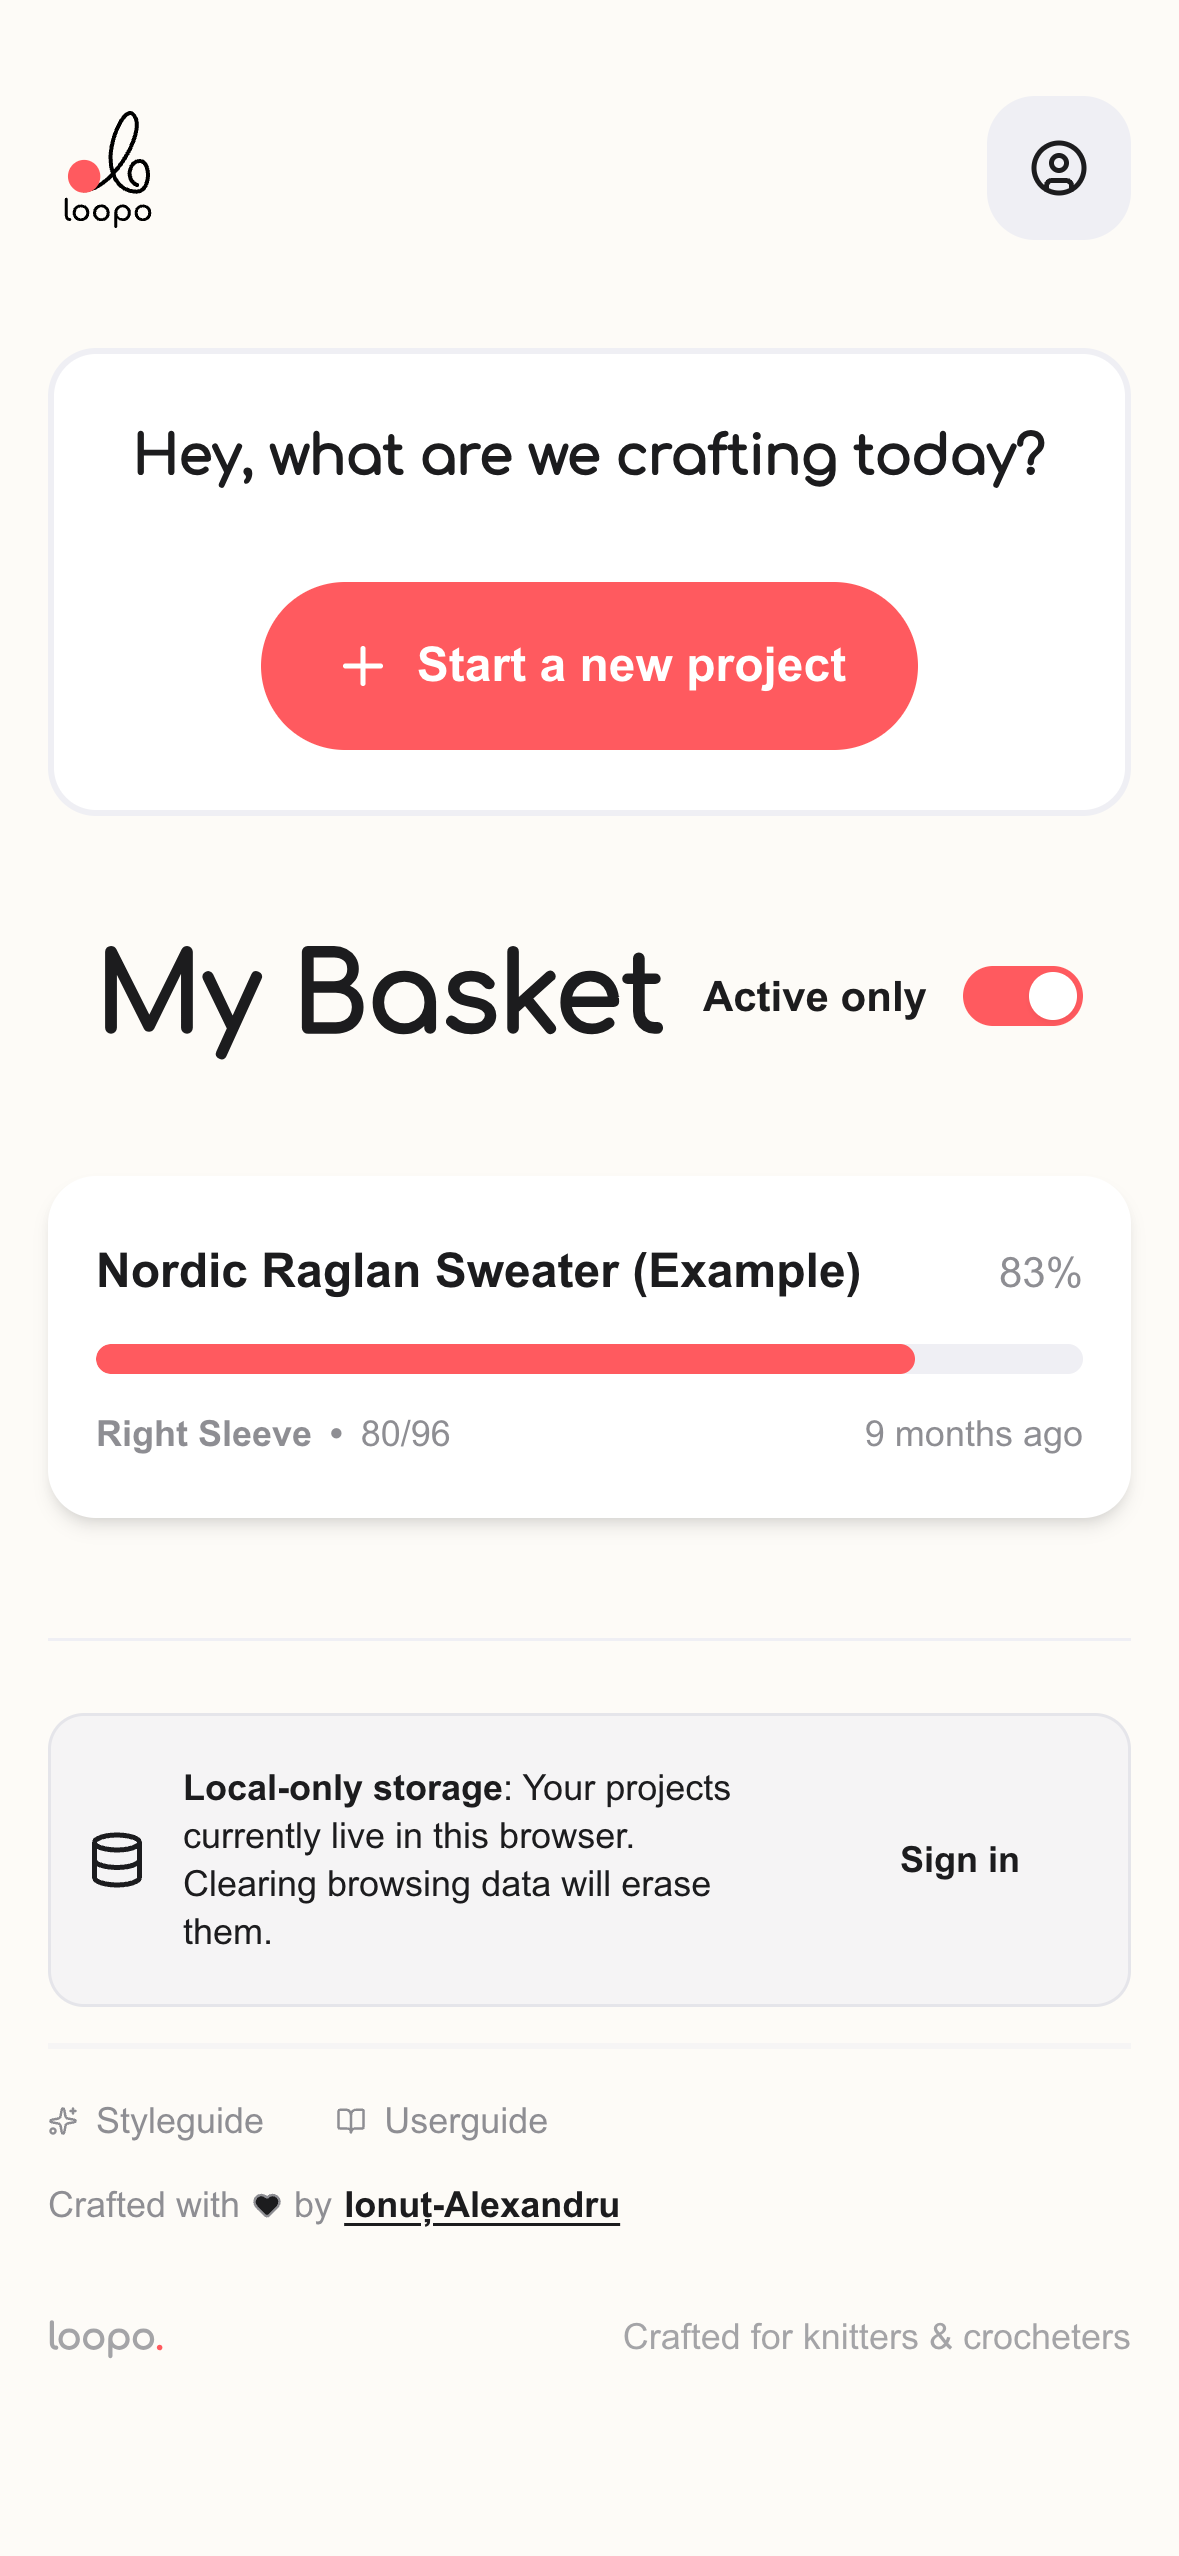 loopo
Hey, what are we crafting today?
Start a new project
My Basket
Active only
Nordic Raglan Sweater (Example)
83%
Right Sleeve • 80/96
9 months ago
Local-only storage: Your projects
currently live in this browser.
Clearing browsing data will erase
them.
Sign in
Styleguide
Userguide
Crafted with 🖤 by Ionuț-Alexandru
loopo.
Crafted for knitters & crocheters